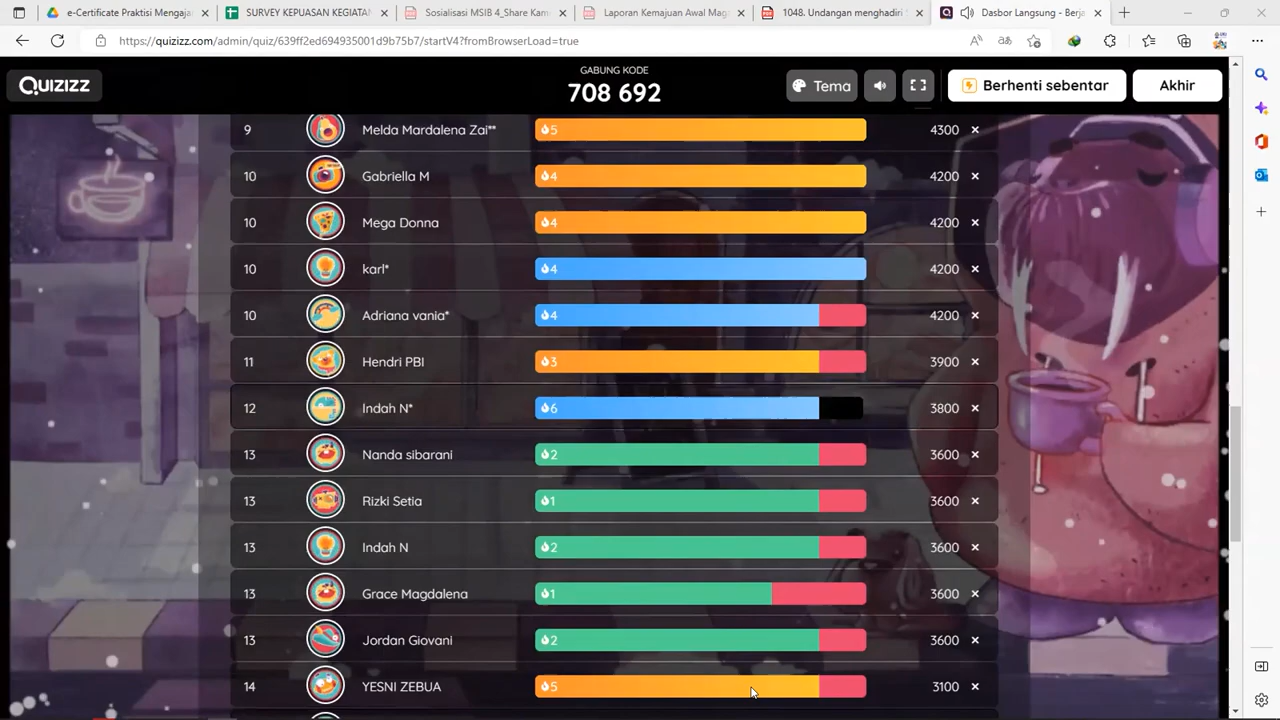 e-Certificate Praktisi Mengajar
SURVEY KEPUASAN KEGIATAN
Sosialisasi MSIB - Share Kam
Laporan Kemajuan Awal Mag
1048. Undangan menghadiri
Dasbor Langsung - Berja
https://quizizz.com/admin/quiz/639ff2ed694935001d9b75b7/startV4?fromBrowserLoad=true
Quizizz
GABUNG KODE
708 692
Tema
Berhenti sebentar
Akhir
9 Melda Mardalena Zai** 5 4300
10 Gabriella M 4 4200
10 Mega Donna 4 4200
10 karl* 4 4200
10 Adriana vania* 4 4200
11 Hendri PBI 3 3900
12 Indah N* 6 3800
13 Nanda sibarani 2 3600
13 Rizki Setia 1 3600
13 Indah N 2 3600
13 Grace Magdalena 1 3600
13 Jordan Giovani 2 3600
14 YESNI ZEBUA 5 3100